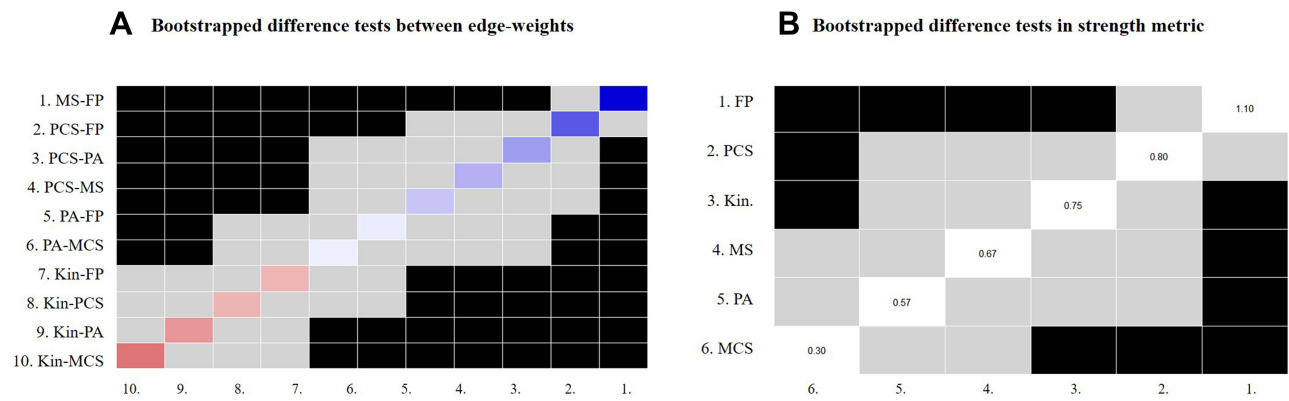 A Bootstrapped difference tests between edge-weights
1. MS-FP
2. PCS-FP
3. PCS-PA
4. PCS-MS
5. PA-FP
6. PA-MCS
7. Kin-FP
8. Kin-PCS
9. Kin-PA
10. Kin-MCS
10. 9. 8. 7. 6. 5. 4. 3. 2. 1.
B Bootstrapped difference tests in strength metric
1. FP 1.10
2. PCS 0.80
3. Kin. 0.75
4. MS 0.67
5. PA 0.57
6. MCS 0.30
6. 5. 4. 3. 2. 1.